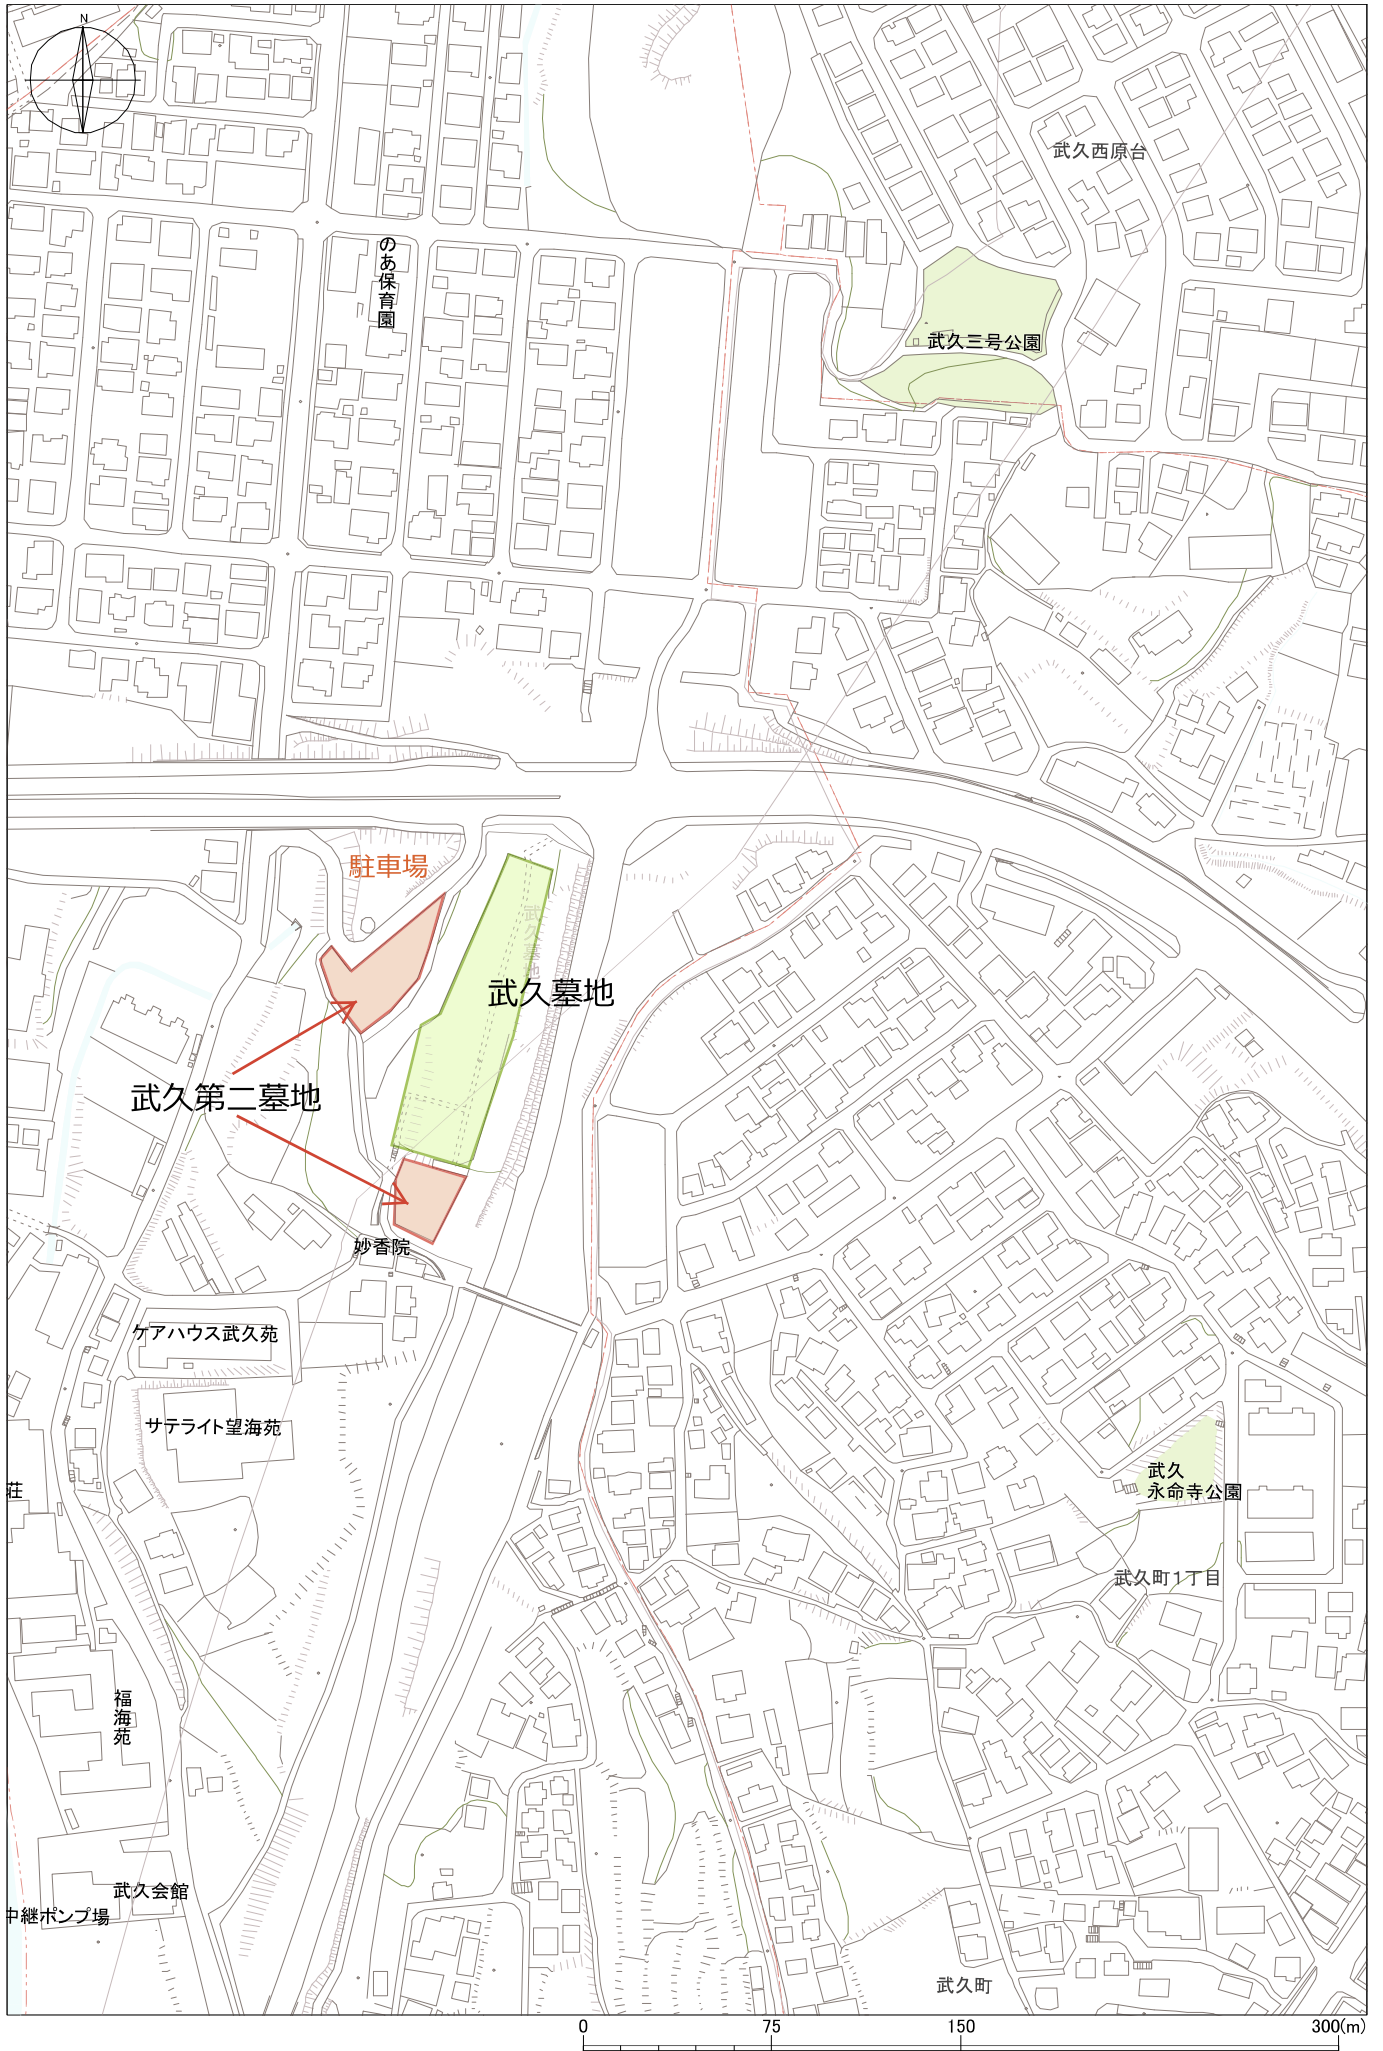 N
武久西原台
のあ保育園
武久三号公園
駐車場
武久墓地
武久墓地
武久第二墓地
妙香院
ケアハウス武久苑
サテライト望海苑
荘
武久
永命寺公園
武久町1丁目
福海苑
武久会館
中継ポンプ場
武久町
0 75 150 300(m)